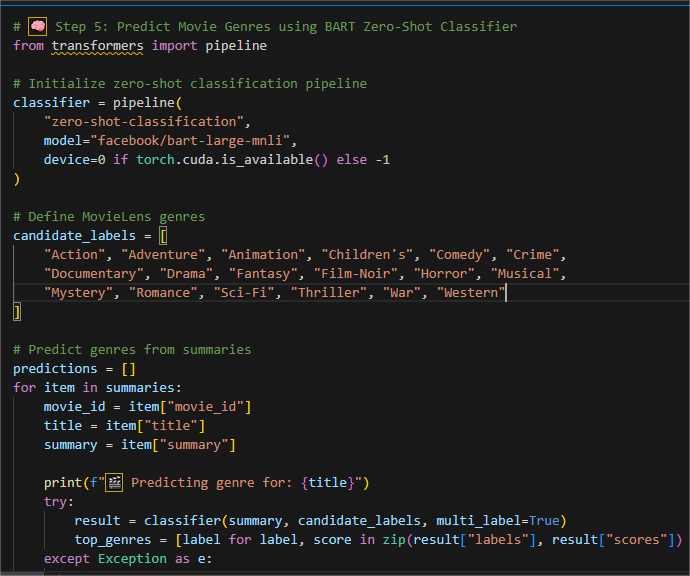 # 🧠 Step 5: Predict Movie Genres using BART Zero-Shot Classifier
from transformers import pipeline

# Initialize zero-shot classification pipeline
classifier = pipeline(
    "zero-shot-classification",
    model="facebook/bart-large-mnli",
    device=0 if torch.cuda.is_available() else -1
)

# Define MovieLens genres
candidate_labels = [
    "Action", "Adventure", "Animation", "Children's", "Comedy", "Crime",
    "Documentary", "Drama", "Fantasy", "Film-Noir", "Horror", "Musical",
    "Mystery", "Romance", "Sci-Fi", "Thriller", "War", "Western"
]

# Predict genres from summaries
predictions = []
for item in summaries:
    movie_id = item["movie_id"]
    title = item["title"]
    summary = item["summary"]

    print(f"🎬 Predicting genre for: {title}")
    try:
        result = classifier(summary, candidate_labels, multi_label=True)
        top_genres = [label for label, score in zip(result["labels"], result["scores"])
    except Exception as e: